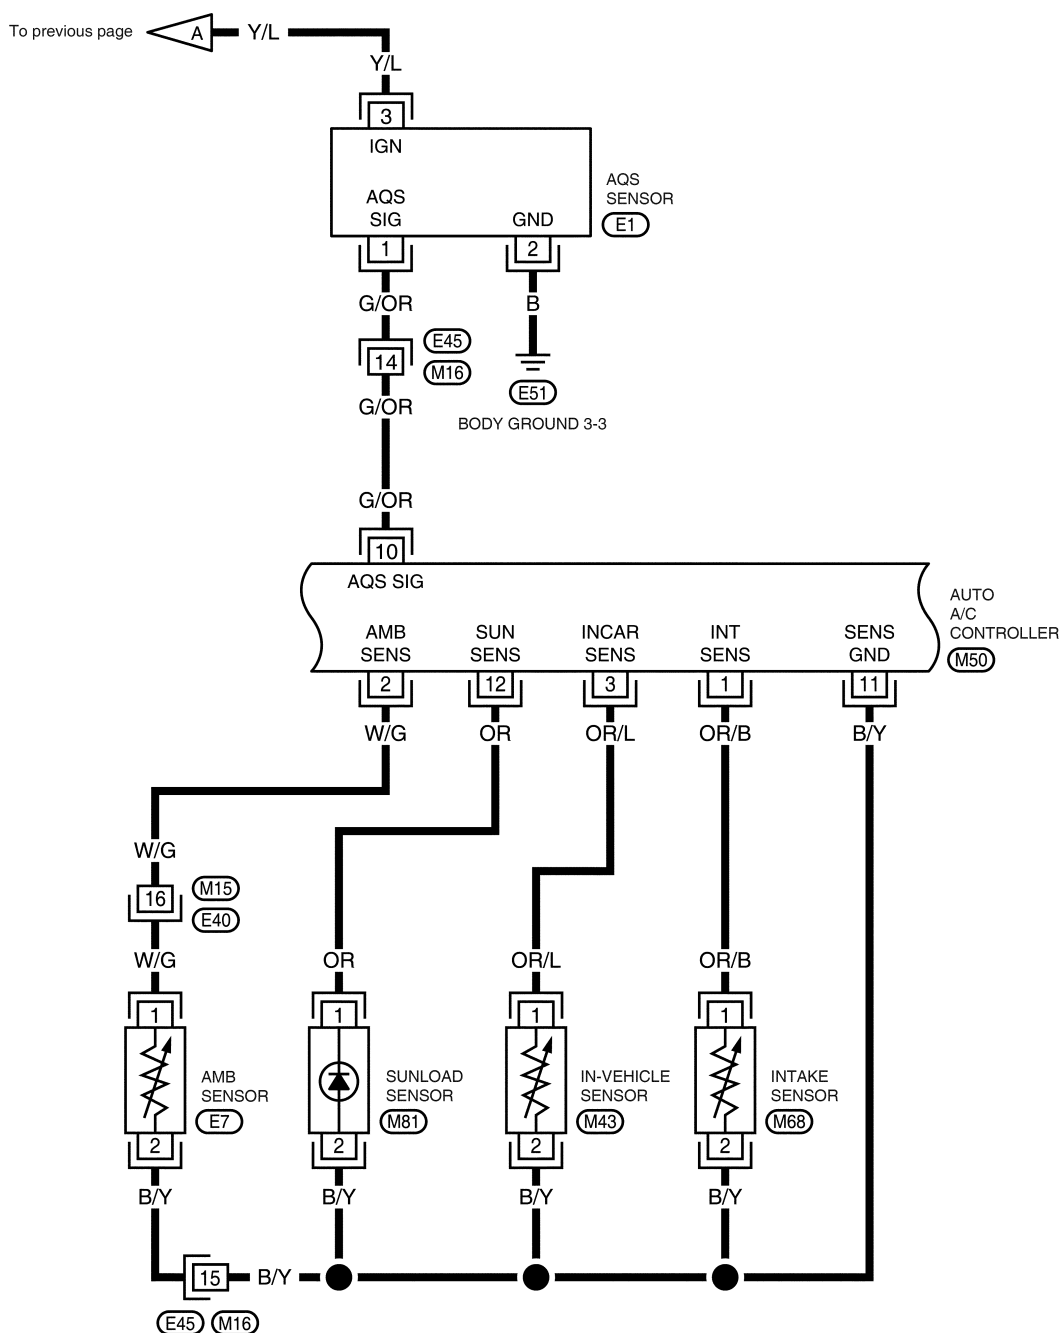 To previous page
A
Y/L
Y/L
3
IGN
AQS
SIG
GND
AQS
SENSOR
E1
1
2
G/OR
B
14
E45
M16
E51
BODY GROUND 3-3
G/OR
G/OR
10
AQS SIG
AMB
SENS
SUN
SENS
INCAR
SENS
INT
SENS
SENS
GND
AUTO
A/C
CONTROLLER
M50
2
12
3
1
11
W/G
OR
OR/L
OR/B
B/Y
W/G
16
M15
E40
W/G
OR
OR/L
OR/B
1
1
1
1
AMB
SENSOR
E7
SUNLOAD
SENSOR
M81
IN-VEHICLE
SENSOR
M43
INTAKE
SENSOR
M68
2
2
2
2
B/Y
B/Y
B/Y
B/Y
15
B/Y
E45
M16